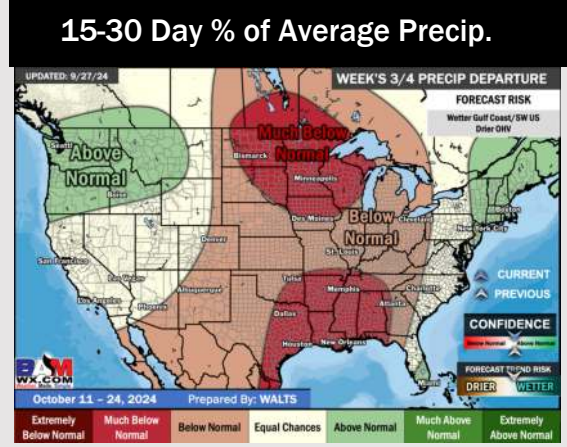 15-30 Day % of Average Precip.
UPDATED: 9/27/24
WEEK'S 3/4 PRECIP DEPARTURE
FORECAST RISK
Wetter Gulf Coast/SW US
Drier OHV
Seattle
Above
Normal
Boise
Much Below
Normal
Bismarck
Minneapolis
Boston
New York City
Des Moines
Below
Normal
Cleveland
Denver
St. Louis
San Francisco
Las Vegas
Los Angeles
Phoenix
Albuquerque
Tulsa
Memphis
Charlotte
Atlanta
Dallas
Houston
New Orleans
Miami
CURRENT
PREVIOUS
CONFIDENCE
Below Normal
Above Normal
FORECAST TREND RISK
DRIER
WETTER
BAM
WX.COM
October 11 – 24, 2024
Prepared By: WALTS
Extremely
Below Normal
Much Below
Normal
Below Normal
Equal Chances
Above Normal
Much Above
Normal
Extremely
Above Normal